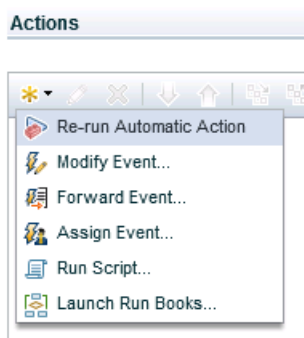 Actions
Re-run Automatic Action
Modify Event...
Forward Event...
Assign Event...
Run Script...
Launch Run Books...